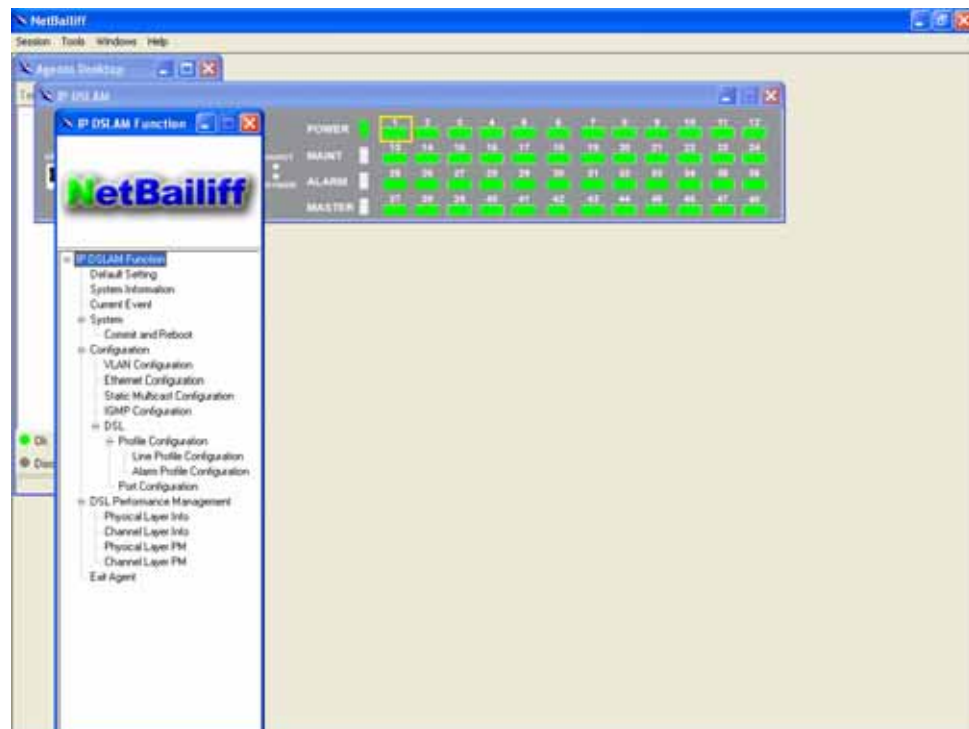 NetBailiff
Session Tools Windows Help
Agents Desktop
IP DSLAM
IP DSLAM Function
NetBailiff
POWER
MAINT
ALARM
MASTER
1 2 3 4 5 6 7 8 9 10 11 12
13 14 15 16 17 18 19 20 21 22 23 24
25 26 27 28 29 30 31 32 33 34 35 36
37 38 39 40 41 42 43 44 45 46 47 48
IP DSLAM Function
Default Setting
System Information
Current Event
System
Commit and Reboot
Configuration
VLAN Configuration
Ethernet Configuration
Static Multicast Configuration
IGMP Configuration
DSL
Profile Configuration
Line Profile Configuration
Alarm Profile Configuration
Port Configuration
DSL Performance Management
Physical Layer Info
Channel Layer Info
Physical Layer PM
Channel Layer PM
Exit Agent
Ok